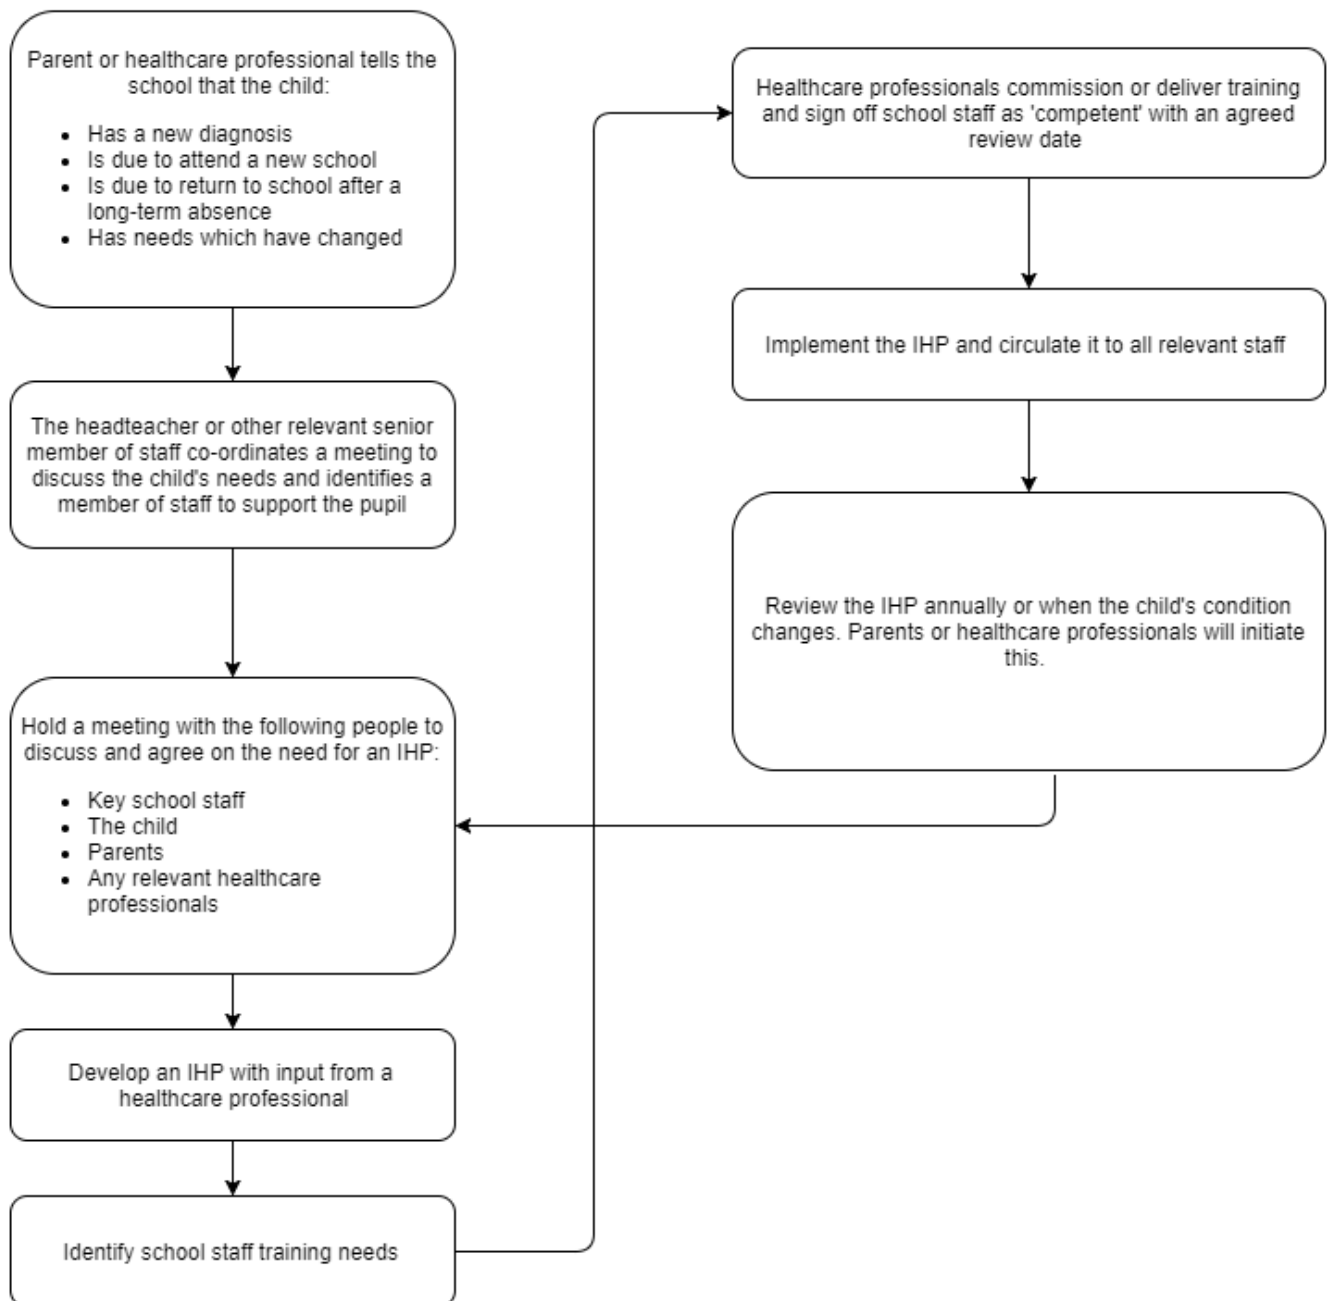 Parent or healthcare professional tells the
school that the child:
• Has a new diagnosis
• Is due to attend a new school
• Is due to return to school after a
long-term absence
• Has needs which have changed
The headteacher or other relevant senior
member of staff co-ordinates a meeting to
discuss the child's needs and identifies a
member of staff to support the pupil
Hold a meeting with the following people to
discuss and agree on the need for an IHP:
• Key school staff
• The child
• Parents
• Any relevant healthcare
professionals
Develop an IHP with input from a
healthcare professional
Identify school staff training needs
Healthcare professionals commission or deliver training
and sign off school staff as 'competent' with an agreed
review date
Implement the IHP and circulate it to all relevant staff
Review the IHP annually or when the child's condition
changes. Parents or healthcare professionals will initiate
this.